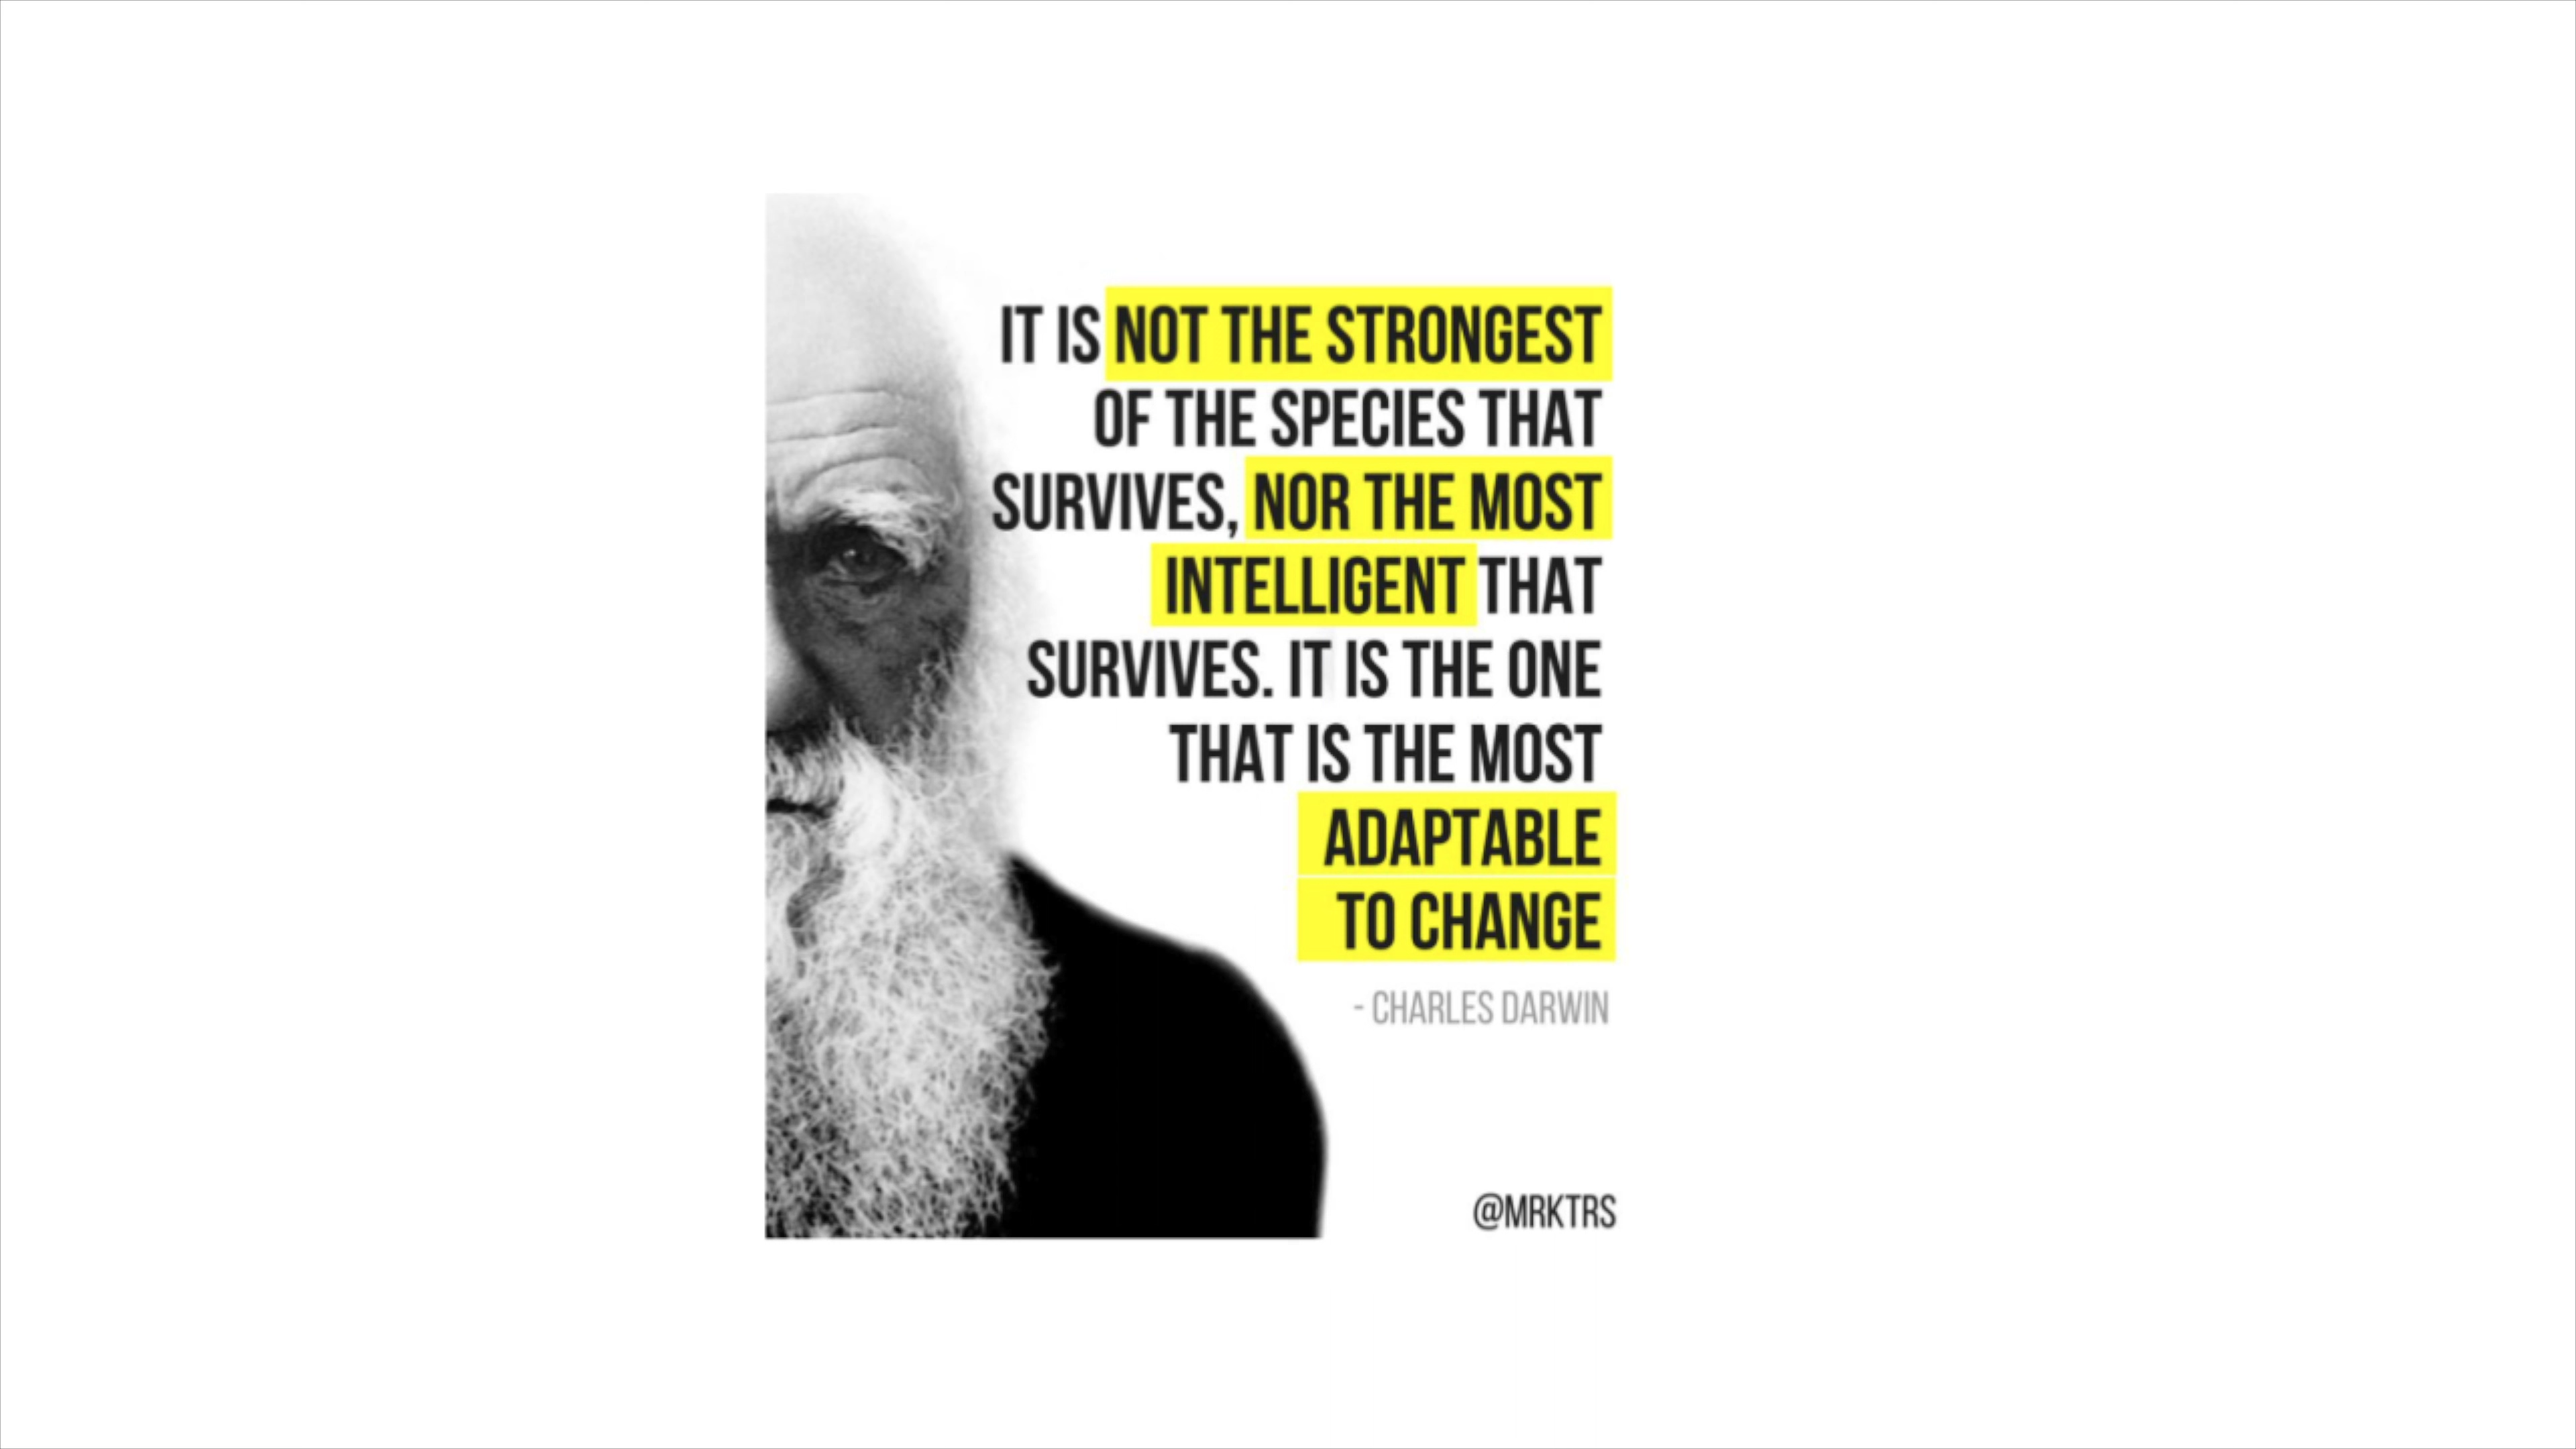 IT IS NOT THE STRONGEST
OF THE SPECIES THAT
SURVIVES, NOR THE MOST
INTELLIGENT THAT
SURVIVES. IT IS THE ONE
THAT IS THE MOST
ADAPTABLE
TO CHANGE
- CHARLES DARWIN
@MRKTRS